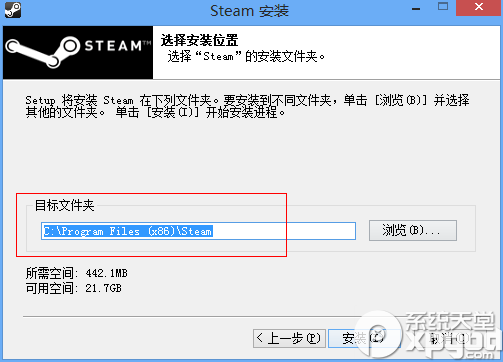 Steam 安装
STEAM™
选择安装位置
选择“Steam”的安装文件夹。
Setup 将安装 Steam 在下列文件夹。要安装到不同文件夹，单击 [浏览(B)] 并选择
其他的文件夹。 单击 [安装(I)] 开始安装进程。
目标文件夹
C:\Program Files (x86)\Steam
浏览(B)...
所需空间: 442.1MB
可用空间: 21.7GB
<上一步(P)
安装(I)
取消(C)
系统天堂